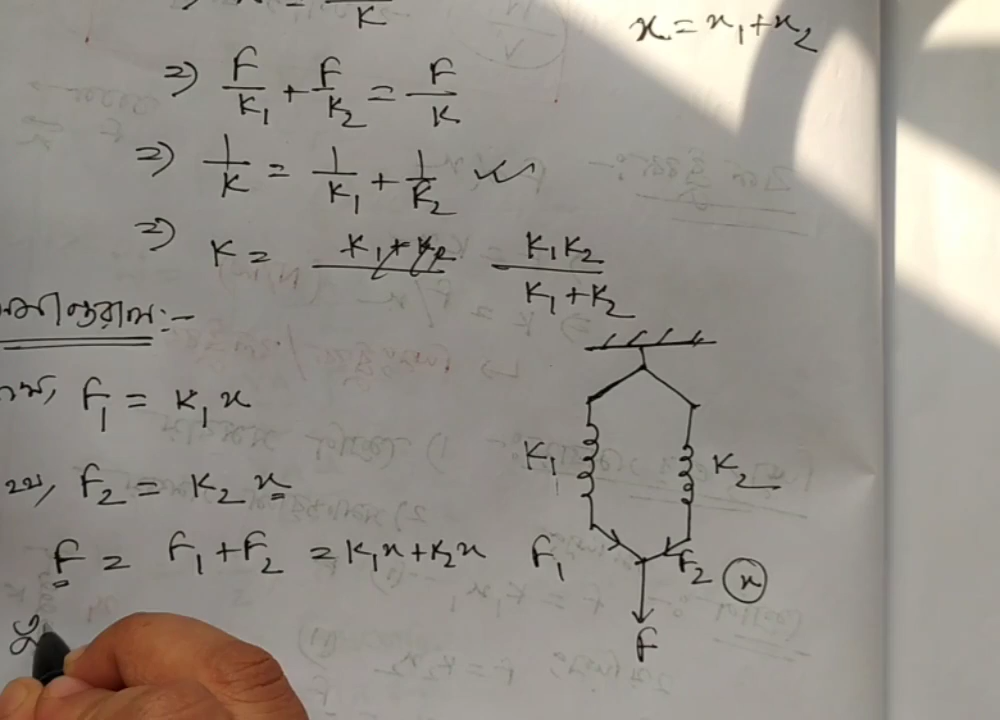 x = x₁ + x₂
K
⇒ F/K₁ + F/K₂ = F/K
⇒ 1/K = 1/K₁ + 1/K₂
⇒ K = K₁K₂/(K₁ + K₂)
সমান্তরাল:-
F₁ = K₁x
F₂ = K₂x
F = F₁ + F₂ = K₁x + K₂x
K₁ K₂
F₁ F₂ x
F